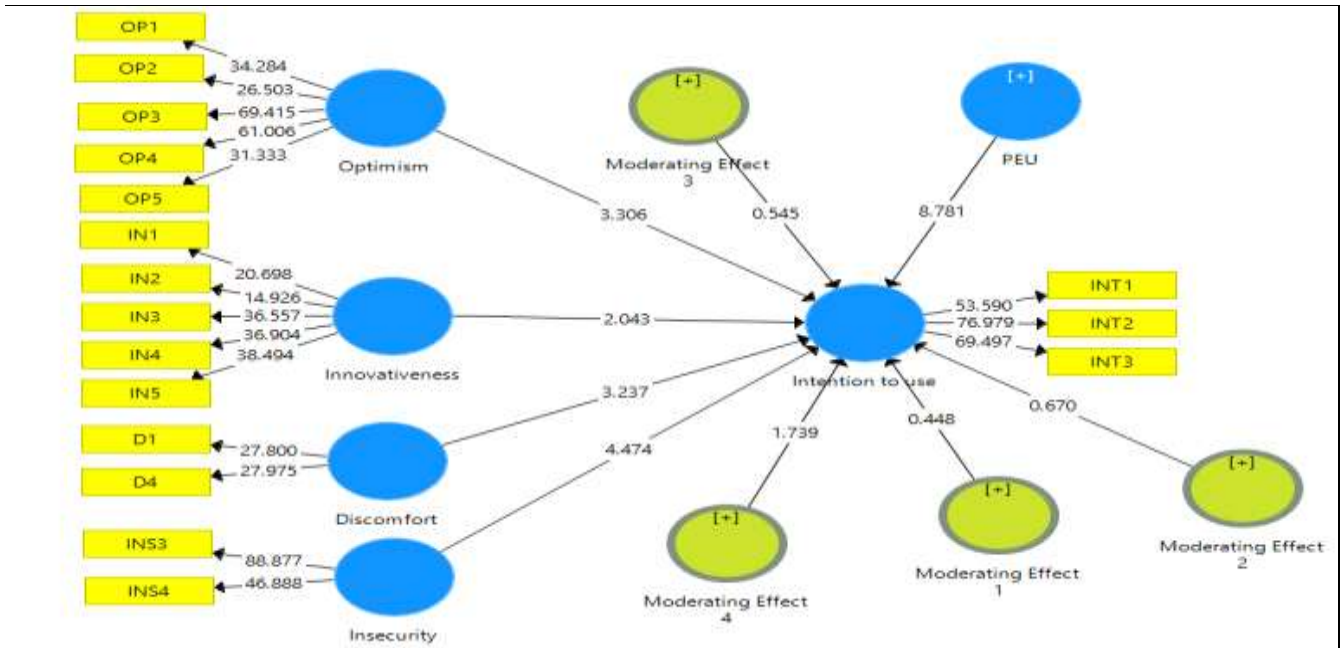 OP1
34.284
OP2
26.503
OP3
69.415
61.006
OP4
31.333
OP5
Optimism
IN1
20.698
IN2
14.926
IN3
36.557
36.904
IN4
38.494
IN5
Innovativeness
D1
27.800
27.975
D4
Discomfort
INS3
88.877
46.888
INS4
Insecurity
[+]
Moderating Effect
3
[+]
PEU
3.306
0.545
8.781
2.043
3.237
4.474
Intention to use
53.590
INT1
76.979
INT2
69.497
INT3
1.739
0.448
0.670
[+]
Moderating Effect
4
[+]
Moderating Effect
1
[+]
Moderating Effect
2